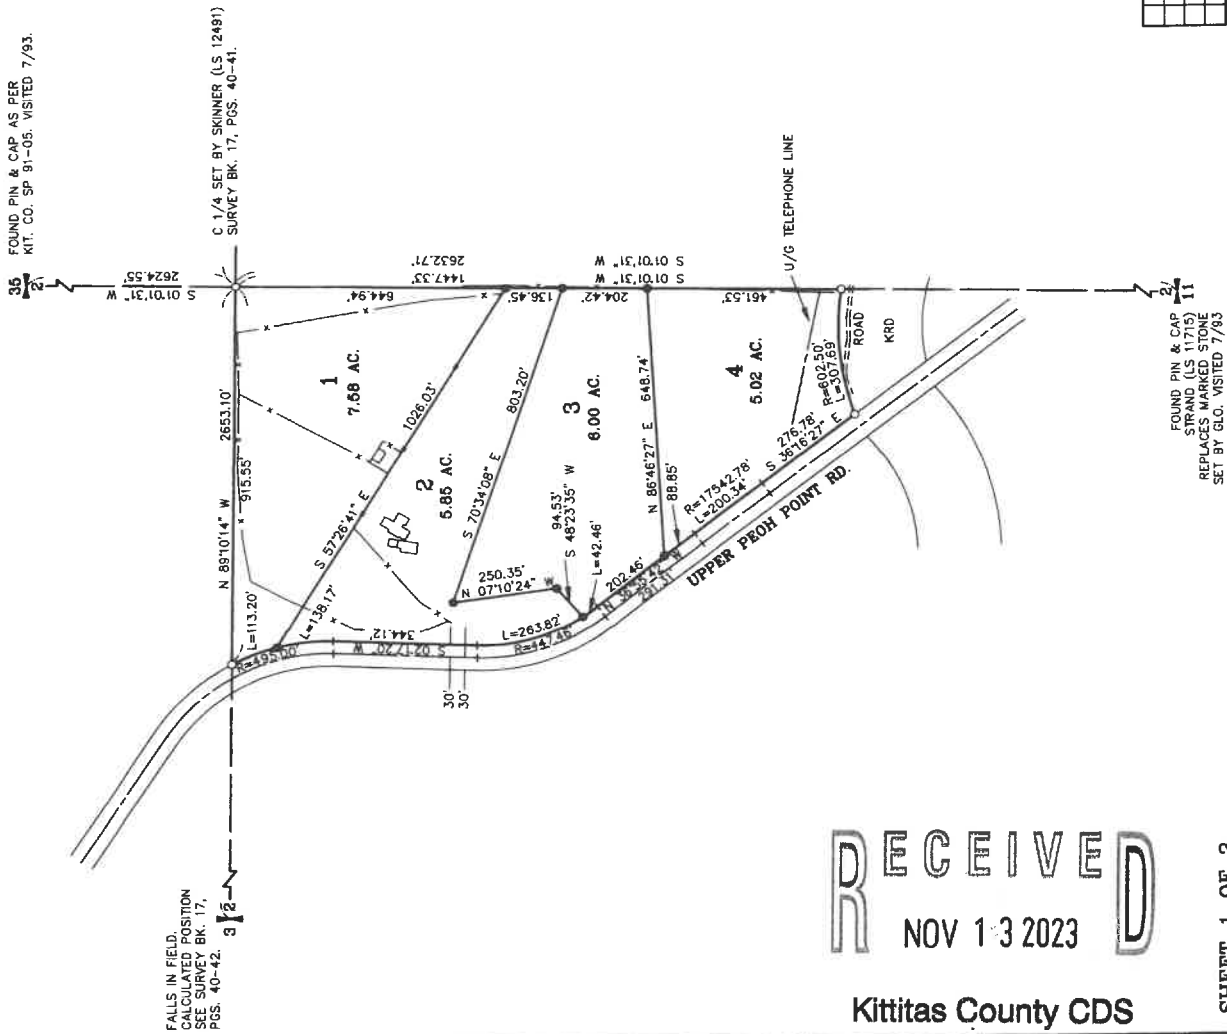 FOUND PIN & CAP AS PER
KIT. CO. SP 91-05. VISITED 7/93.
35
2
S 01'01'31" W
2624.55'
C 1/4 SET BY SKINNER (LS 12491)
SURVEY BK. 17, PGS. 40-41.
N 89'10'14" W 2653.10'
915.55'
S 01'01'31" W
2632.71'
1447.33'
644.94'
136.45'
204.42'
461.53'
1
7.58 AC.
S 57'26'41" E 1026.03'
L=113.20'
R=495.00'
L=138.17'
344.12'
S 02'17'20" W
2
5.85 AC.
S 70'34'08" E 803.20'
250.35'
N 07'10'24" W
94.53'
S 48'23'35" W
L=42.46'
L=263.82'
R=447.46'
30'
30'
3
6.00 AC.
202.46'
291.31'
N 86'46'27" E 648.74'
88.85'
R=17542.78'
L=200.34'
276.78'
S 36'16'27" E
4
5.02 AC.
U/G TELEPHONE LINE
R=602.50'
L=307.69'
ROAD
KRD
UPPER PEOH POINT RD.
2
11
FOUND PIN & CAP
STRAND (LS 11715)
REPLACES MARKED STONE
SET BY GLO. VISITED 7/93
3 2
FALLS IN FIELD.
CALCULATED POSITION
SEE SURVEY BK. 17,
PGS. 40-42.
RECEIVED
NOV 13 2023
Kittitas County CDS
SHEET 1 OF 2